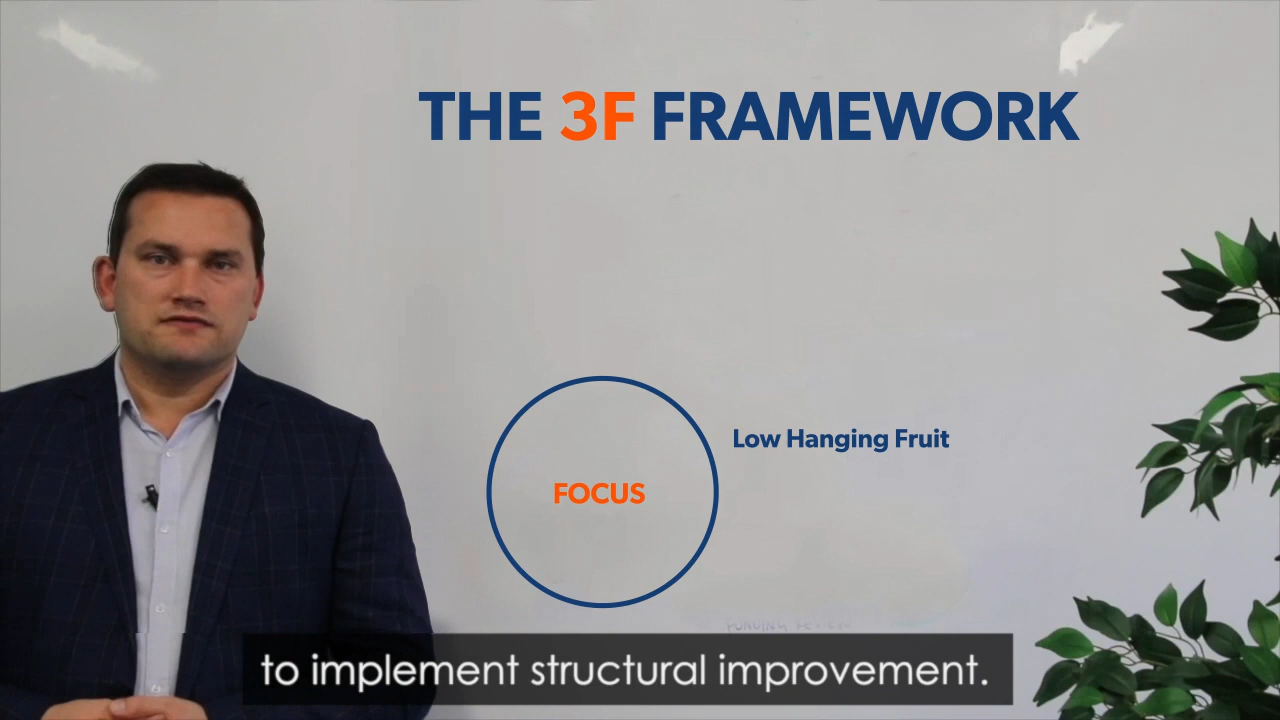 THE 3F FRAMEWORK
Low Hanging Fruit
FOCUS
to implement structural improvement.